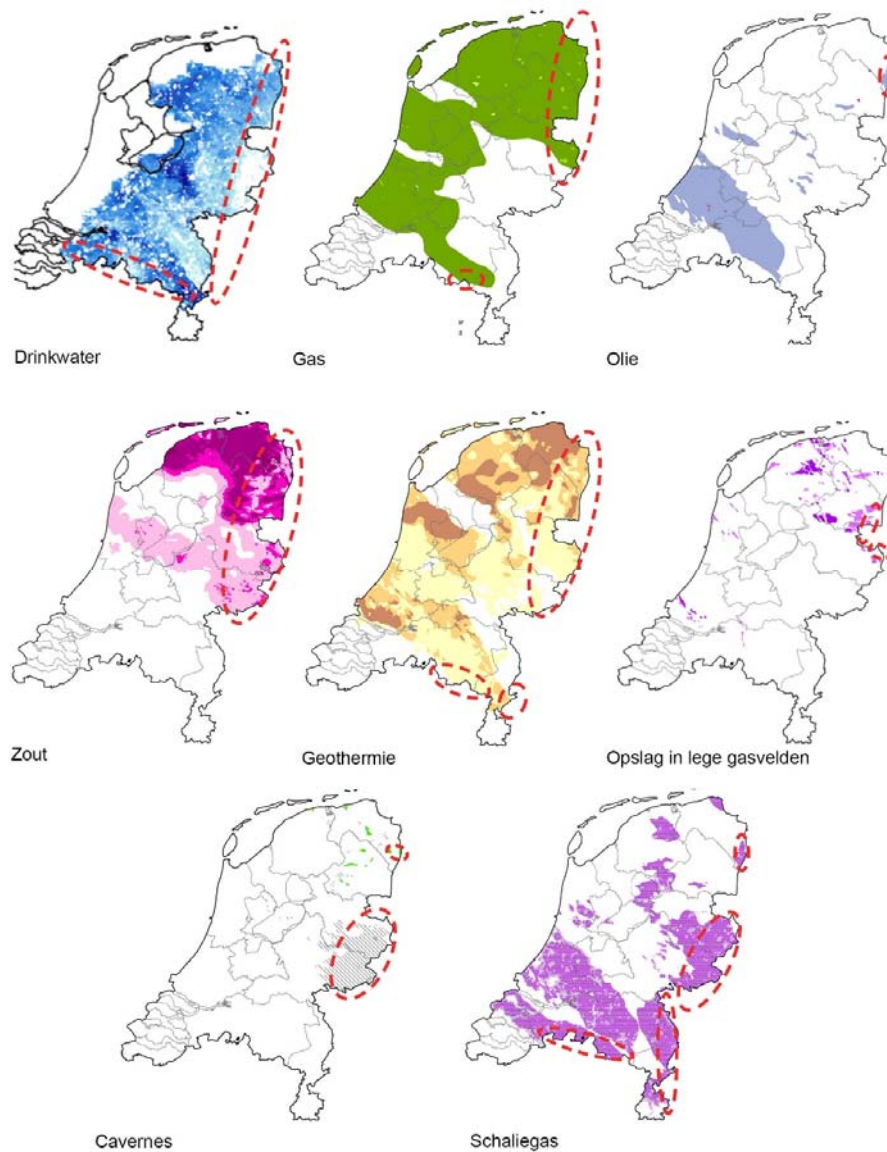 Drinkwater
Gas
Olie
Zout
Geothermie
Opslag in lege gasvelden
Cavernes
Schaliegas